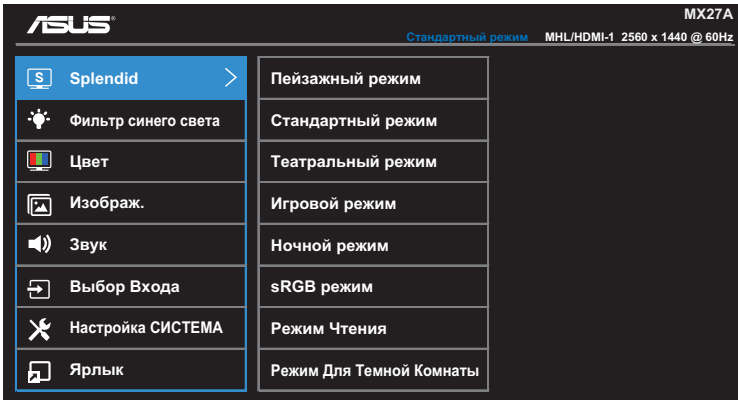 ASUS
MX27A
Стандартный режим MHL/HDMI-1 2560 x 1440 @ 60Hz
S Splendid
Пейзажный режим
Фильтр синего света
Стандартный режим
Цвет
Театральный режим
Изображ.
Игровой режим
Звук
Ночной режим
Выбор Входа
sRGB режим
Настройка СИСТЕМА
Режим Чтения
Ярлык
Режим Для Темной Комнаты